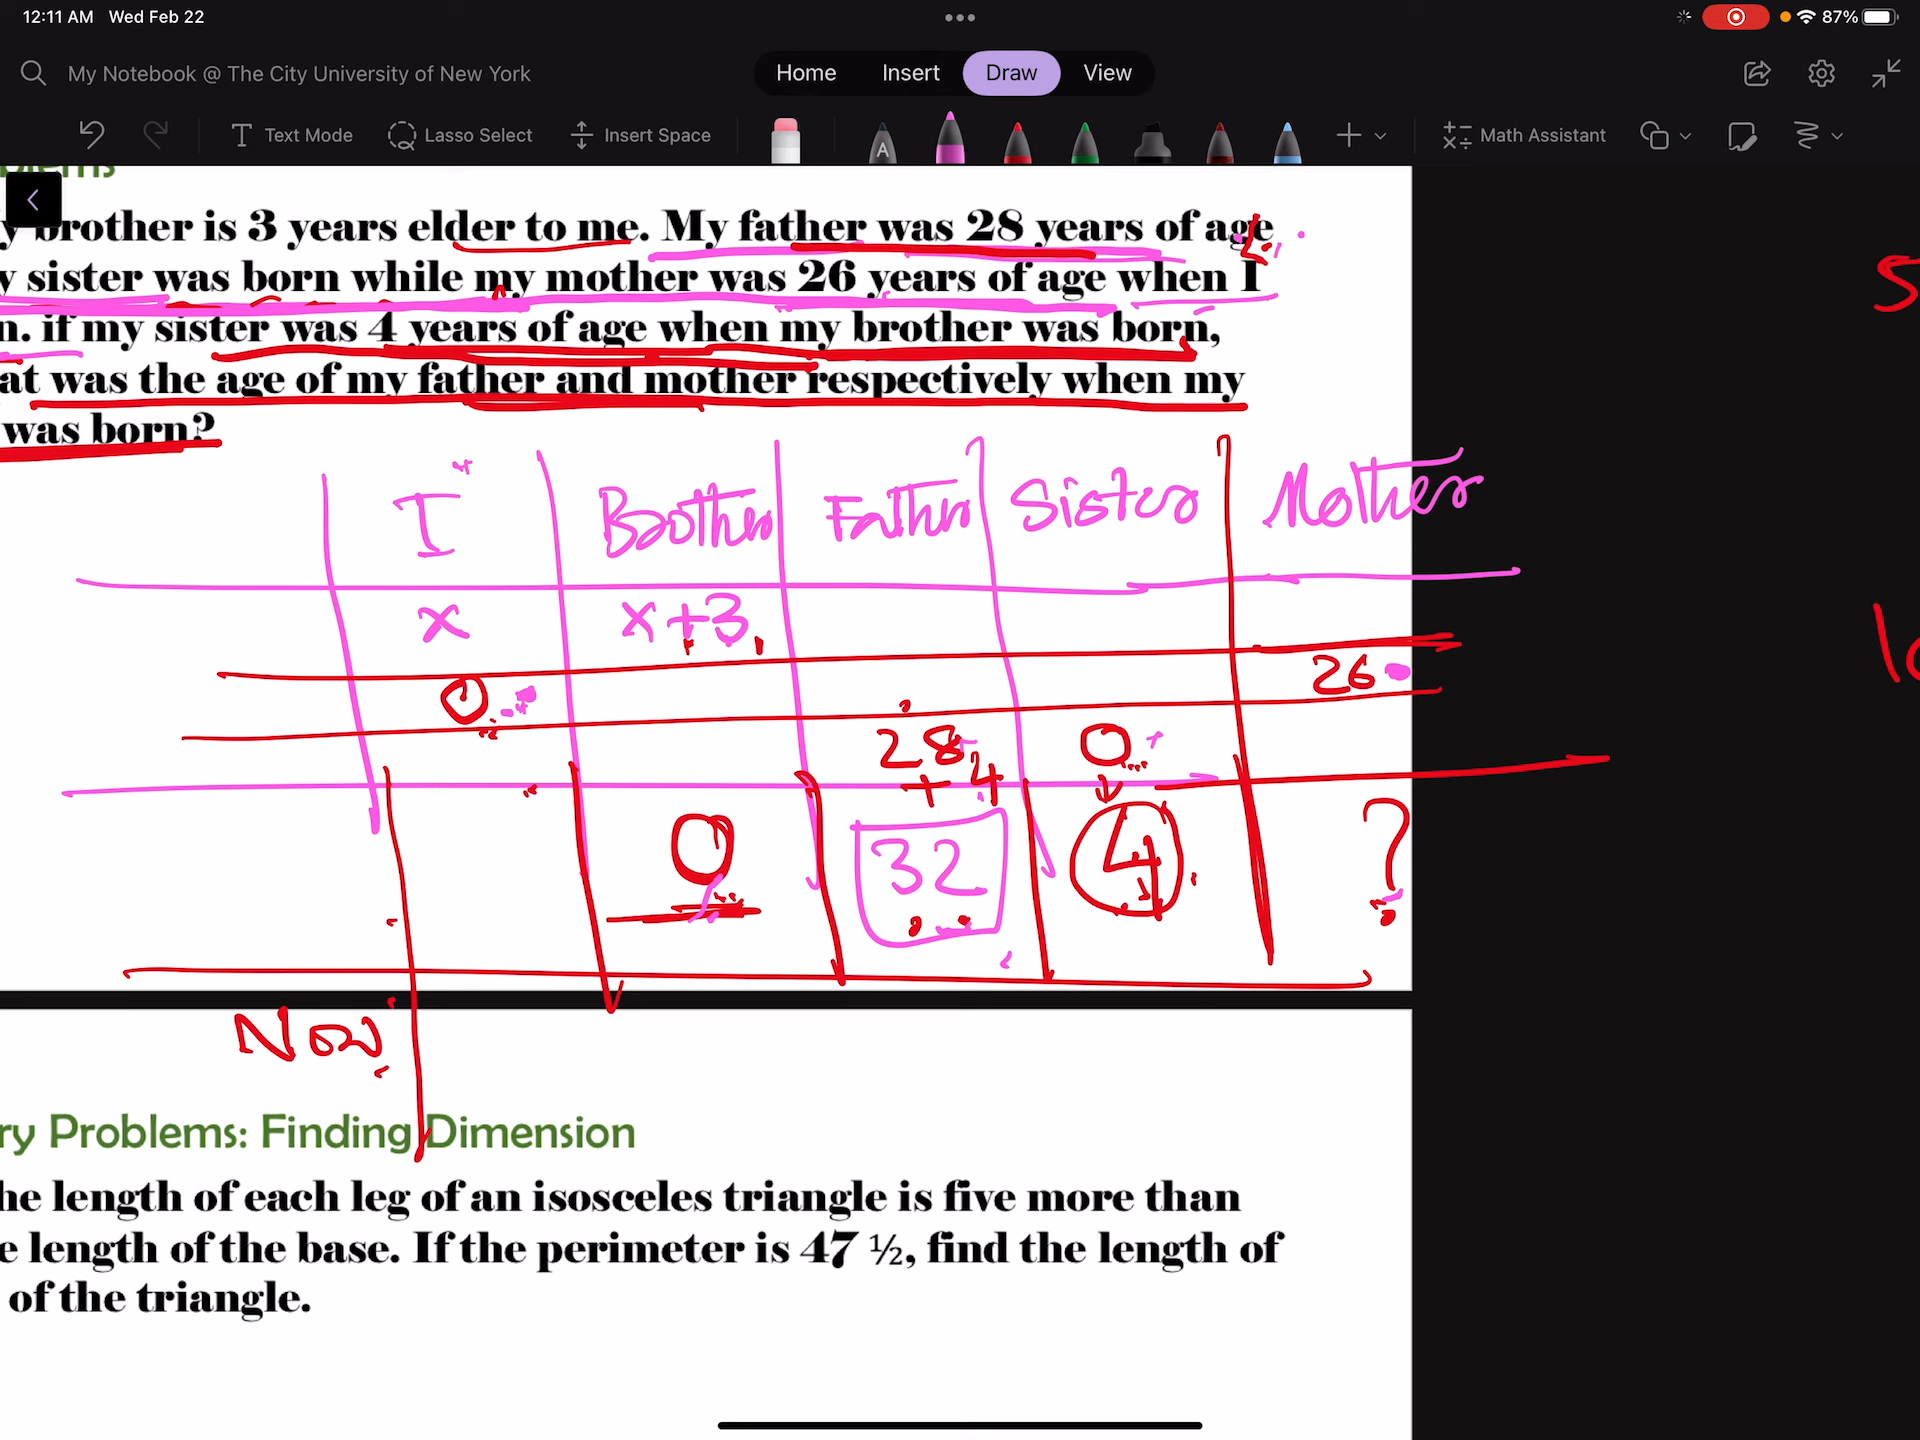 12:11 AM Wed Feb 22
87%
My Notebook @ The City University of New York
Home Insert Draw View
Text Mode Lasso Select Insert Space A Math Assistant
y brother is 3 years elder to me. My father was 28 years of age
y sister was born while my mother was 26 years of age when I
n. if my sister was 4 years of age when my brother was born,
at was the age of my father and mother respectively when my
was born?
I Brother Father Sister Mother
x x+3
0 26
28 0
+4
0 32 4 ?
Now
ry Problems: Finding Dimension
he length of each leg of an isosceles triangle is five more than
e length of the base. If the perimeter is 47 ½, find the length of
of the triangle.